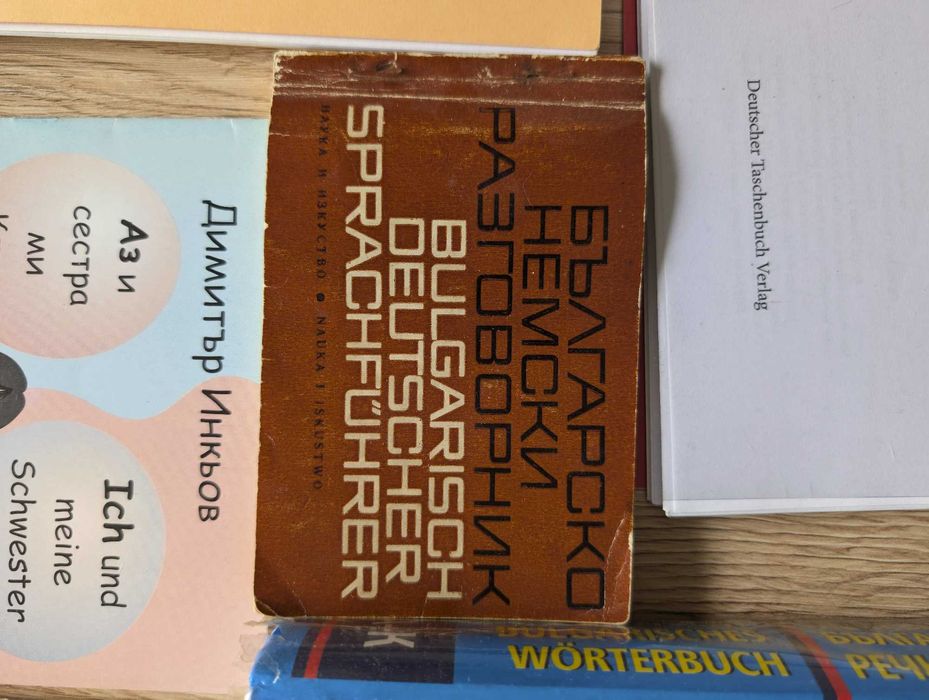 БЪЛГАРСКО
НЕМСКИ
РАЗГОВОРНИК
BULGARISCH
DEUTSCHER
SPRACHFÜHRER
НАУКА И ИЗКУСТВО • NAUKA I ISKUSTWO
Димитър Инкьов
Аз и
сестра
ми
Ich und
meine
Schwester
Deutscher Taschenbuch Verlag
BULGARISCHES
WÖRTERBUCH